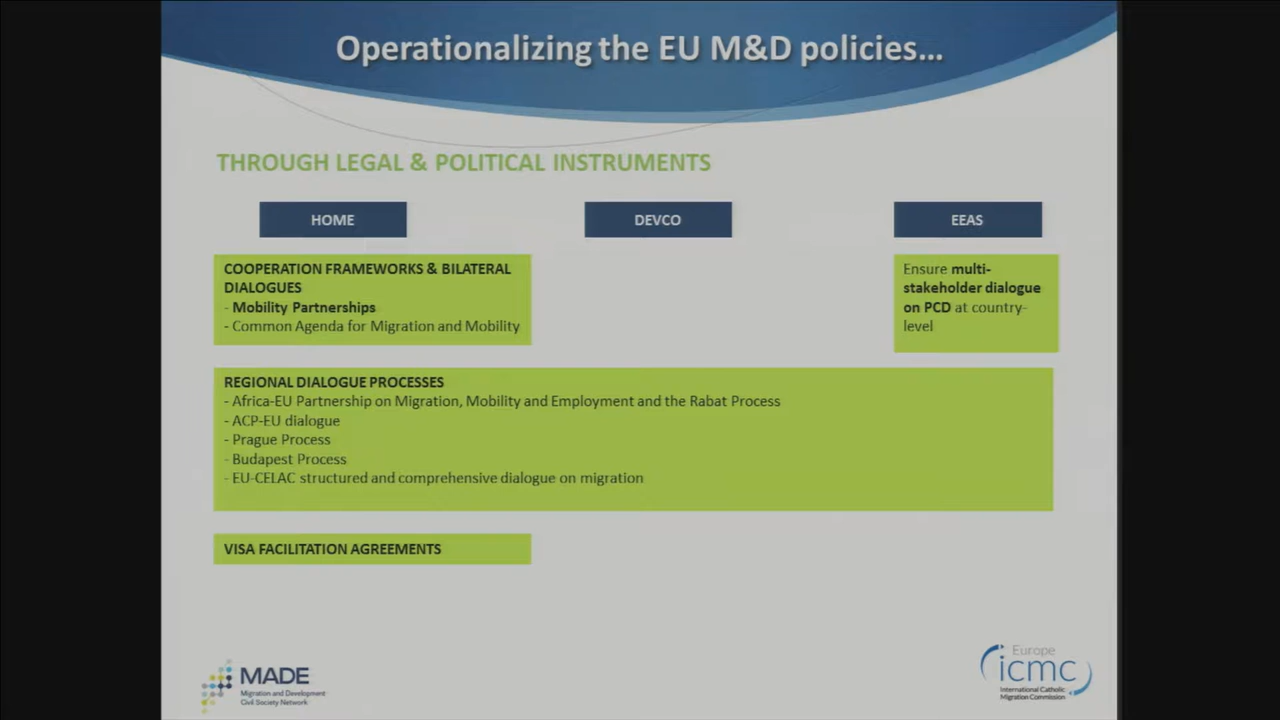 Operationalizing the EU M&D policies...
THROUGH LEGAL & POLITICAL INSTRUMENTS
HOME
DEVCO
EEAS
COOPERATION FRAMEWORKS & BILATERAL
DIALOGUES
- Mobility Partnerships
- Common Agenda for Migration and Mobility
Ensure multi-
stakeholder dialogue
on PCD at country-
level
REGIONAL DIALOGUE PROCESSES
- Africa-EU Partnership on Migration, Mobility and Employment and the Rabat Process
- ACP-EU dialogue
- Prague Process
- Budapest Process
- EU-CELAC structured and comprehensive dialogue on migration
VISA FACILITATION AGREEMENTS
MADE
Migration and Development
Civil Society Network
Europe
icmc
International Catholic
Migration Commission